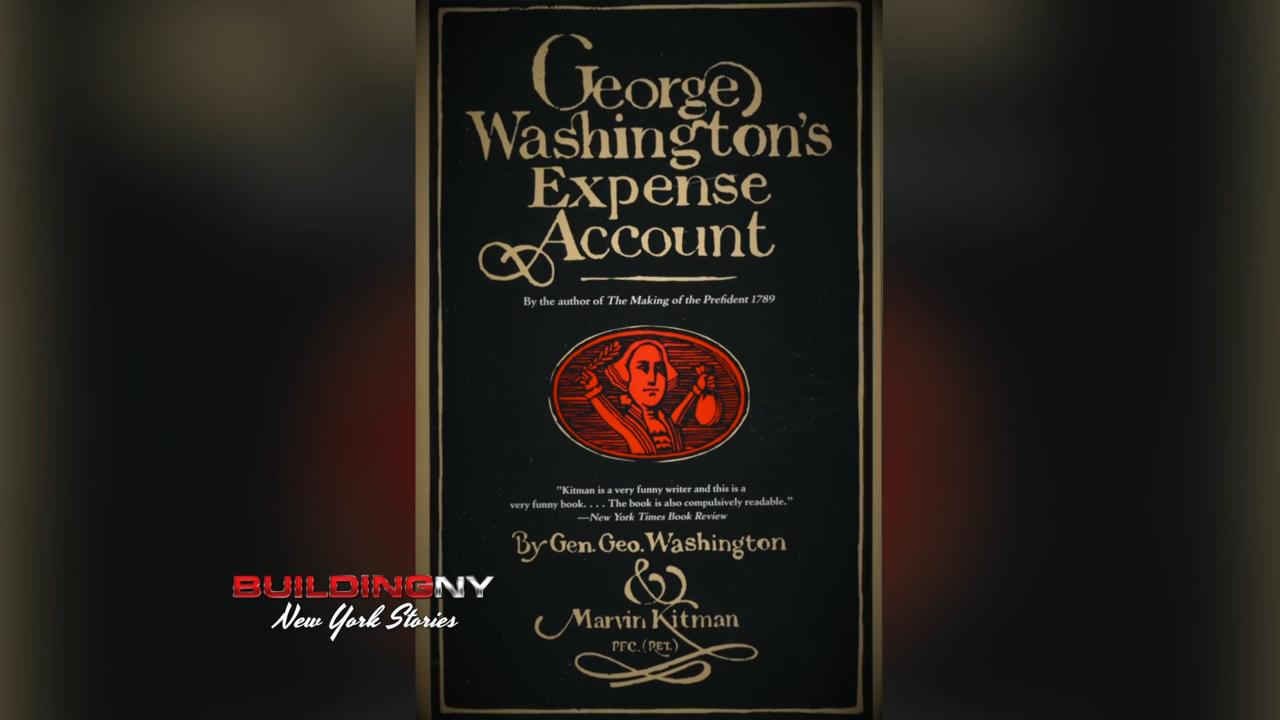 George
Washington's
Expense
Account
By the author of The Making of the Prefident 1789
"Kitman is a very funny writer and this is a
very funny book. . . . The book is also compulsively readable."
—New York Times Book Review
By Gen. Geo. Washington
&
Marvin Kitman
PFC. (RET.)
BUILDINGNY
New York Stories